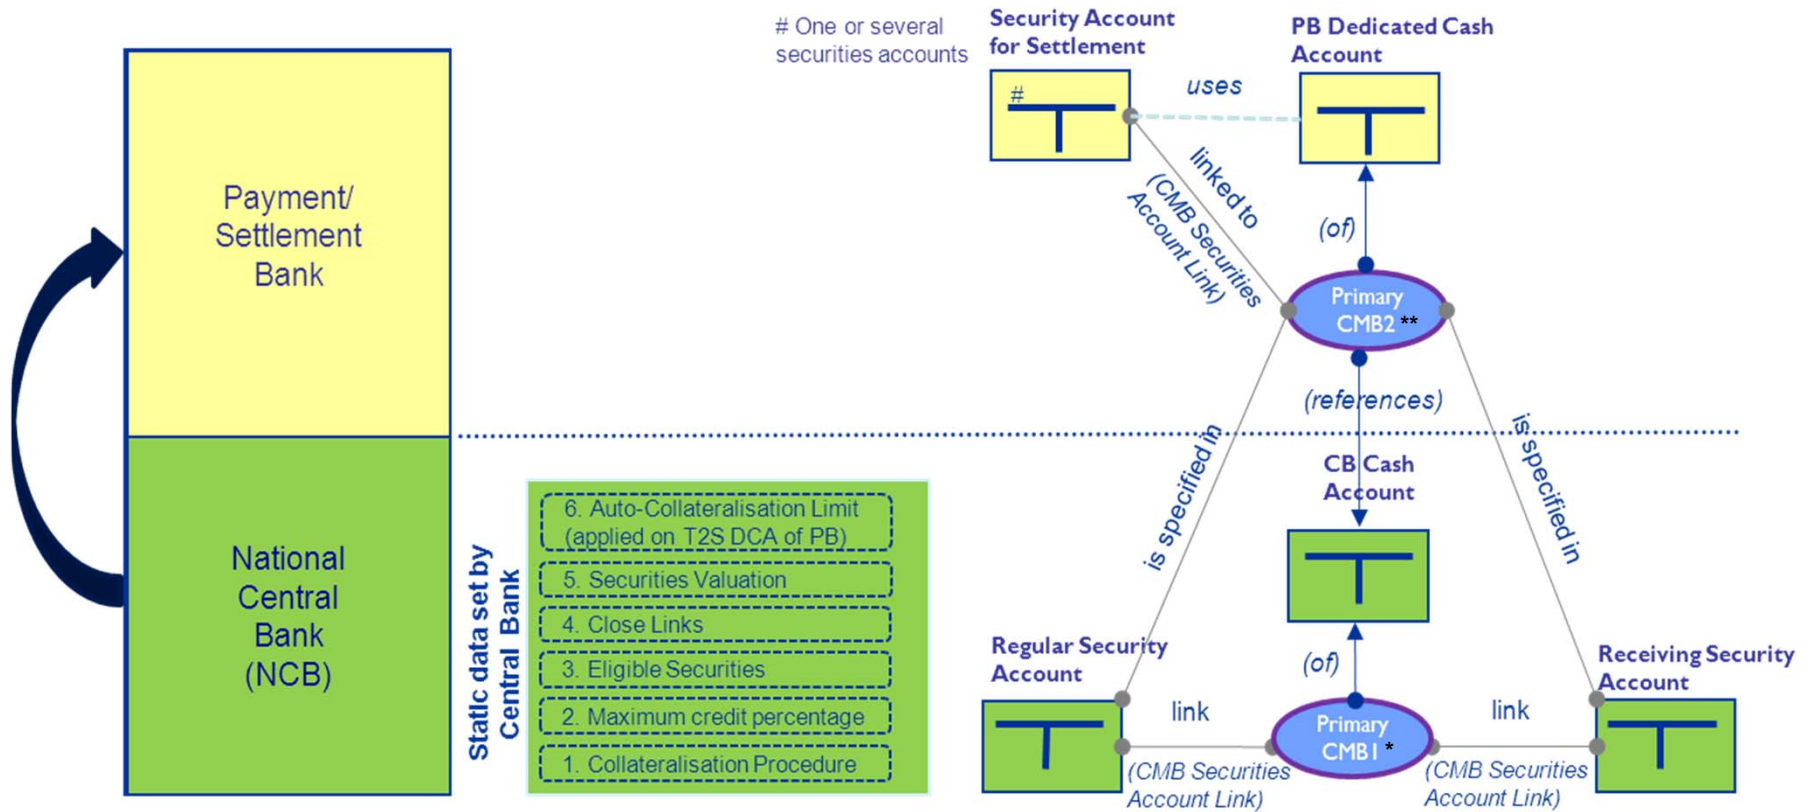 # One or several
securities accounts
Security Account
for Settlement
PB Dedicated Cash
Account
#
uses
Payment/
Settlement
Bank
linked to
(CMB Securities
Account Link)
(of)
Primary
CMB2 **
(references)
is specified in
is specified in
CB Cash
Account
National
Central
Bank
(NCB)
Static data set by
Central Bank
6. Auto-Collateralisation Limit
(applied on T2S DCA of PB)
5. Securities Valuation
4. Close Links
3. Eligible Securities
2. Maximum credit percentage
1. Collateralisation Procedure
Regular Security
Account
(of)
Receiving Security
Account
link
Primary
CMB1 *
link
(CMB Securities
Account Link)
(CMB Securities
Account Link)